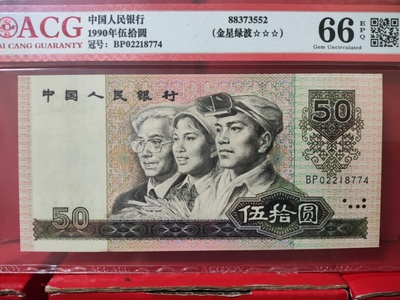 ACG
AI CANG GUARANTY
中国人民银行
1990年伍拾圆
冠号：BP02218774
88373552
(金星绿波☆☆☆)
66 EPQ
Gem Uncirculated
中国人民银行
50
BP02218774
50
伍拾圆